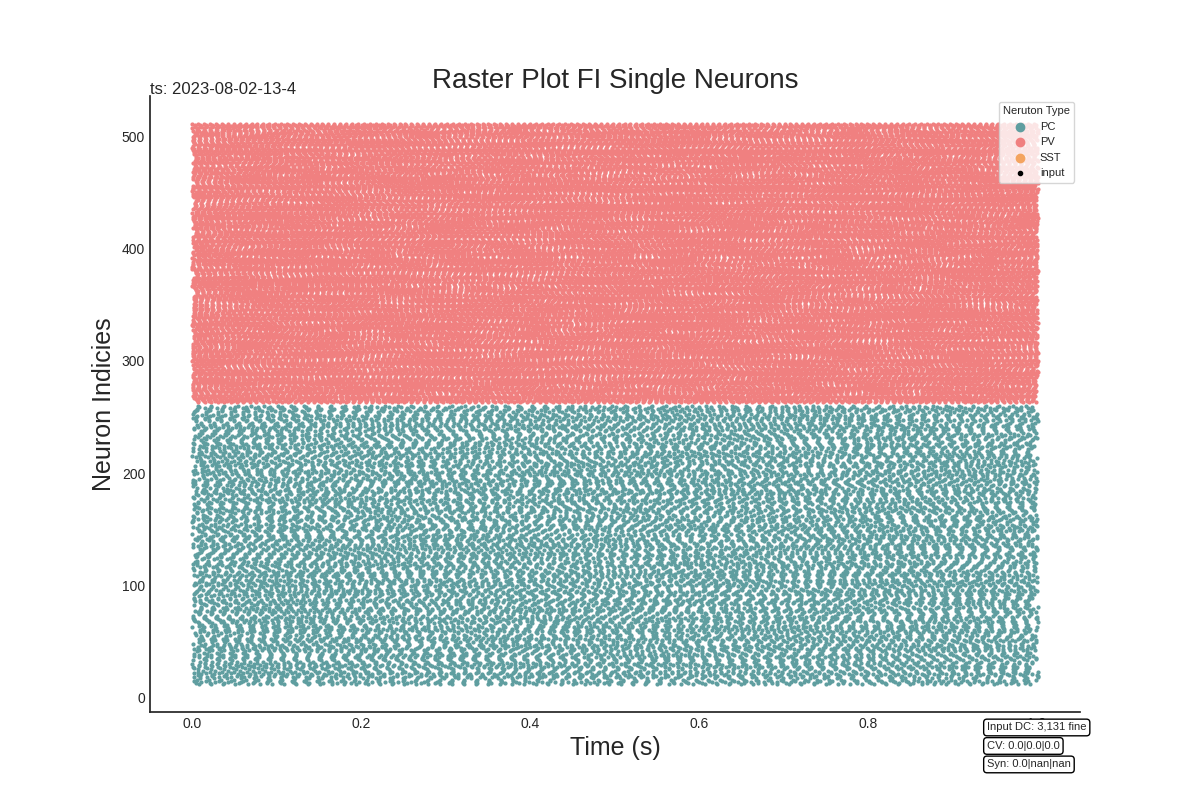 Raster Plot FI Single Neurons
ts: 2023-08-02-13-4
Neruton Type
PC
PV
SST
input
500
400
300
200
100
0
Neuron Indicies
0.0 0.2 0.4 0.6 0.8
Time (s)
Input DC: 3,131 fine
CV: 0.0|0.0|0.0
Syn: 0.0|nan|nan